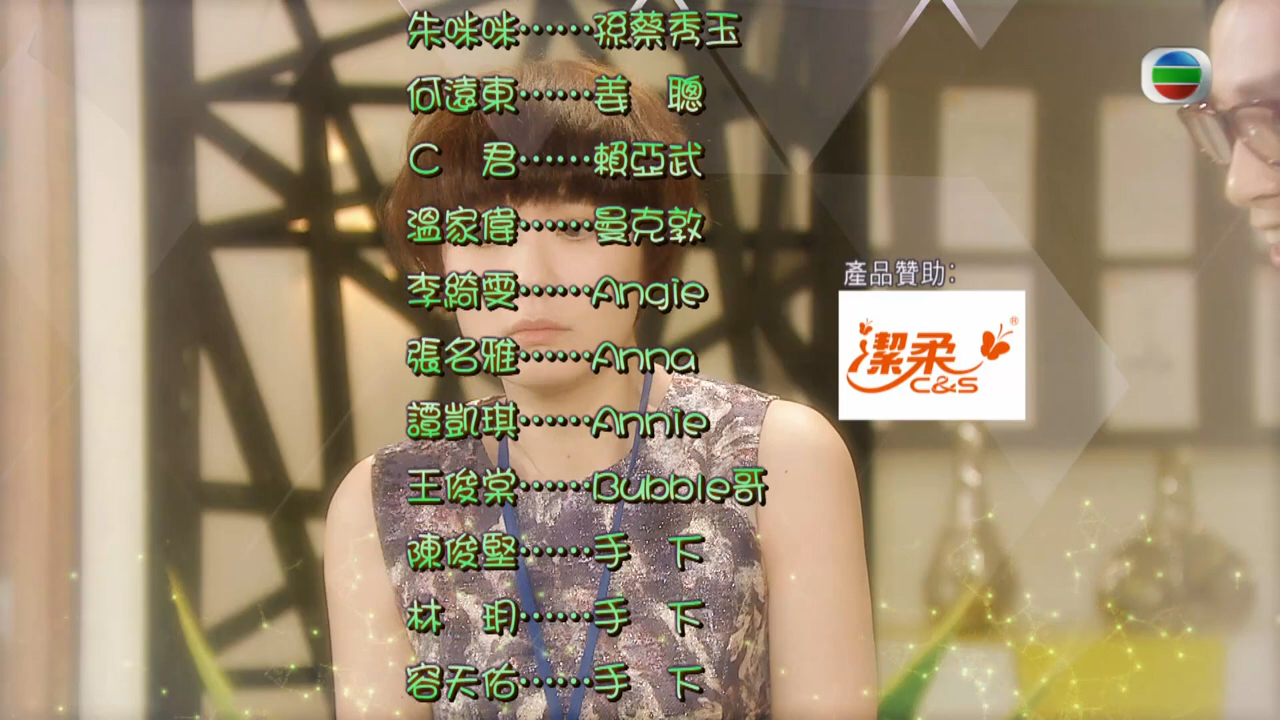 朱咪咪⋯⋯孫蔡秀玉
何遠東⋯⋯姜　聰
C　君⋯⋯賴亞武
溫家偉⋯⋯曼克敦
李綺雯⋯⋯Angie
張名雅⋯⋯Anna
譚凱琪⋯⋯Annie
王俊棠⋯⋯Bubble哥
陳俊堅⋯⋯手　下
林　玥⋯⋯手　下
容天佑⋯⋯手　下
產品贊助:
潔柔®
C&S